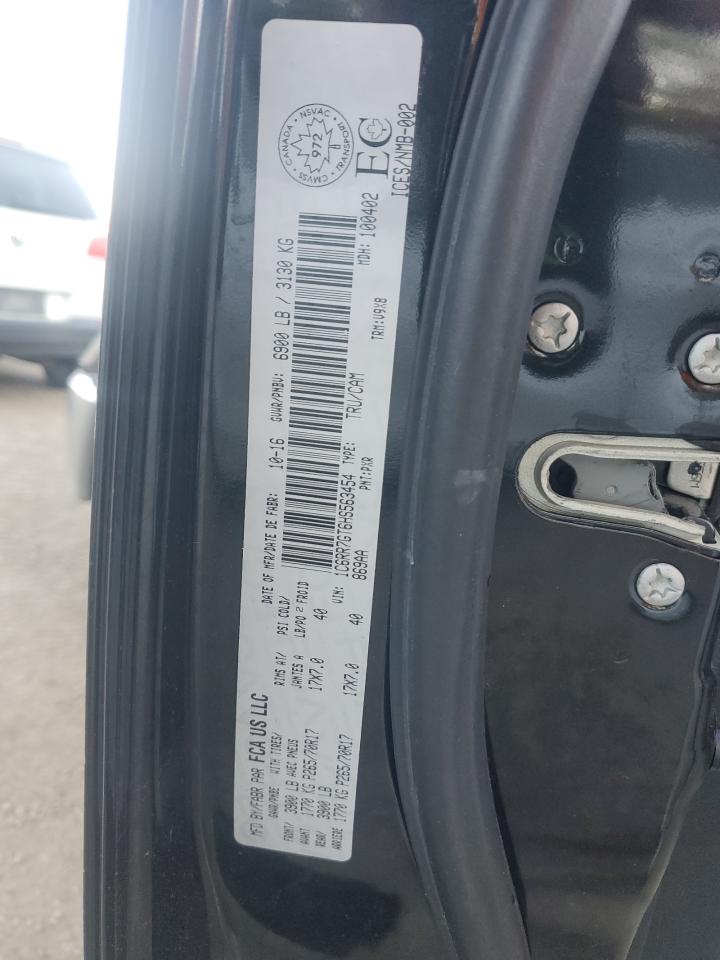 MFD BY/FABR PAR FCA US LLC DATE OF MFR/DATE DE FABR: 10-16 GVWR/PNBV: 6900 LB / 3130 KG
GAWR/PNBE WITH TIRES/ RIMS AT/ PSI COLD/
AVEC PNEUS JANTES A LB/PO2 FROID
FRONT/ 3900 LB
AVANT 1770 KG P265/70R17 17X7.0 40
REAR/ 3900 LB
ARRIERE 1770 KG P265/70R17 17X7.0 40
VIN: 1C6RR7GT6HS563454 TYPE: TRU/CAM
869AA PNT:PXR TRM:V9X8
MDH: 100402
CANADA • NSVAC • TRANSPORT • CMVSS
972
EC
ICES/NMB-002